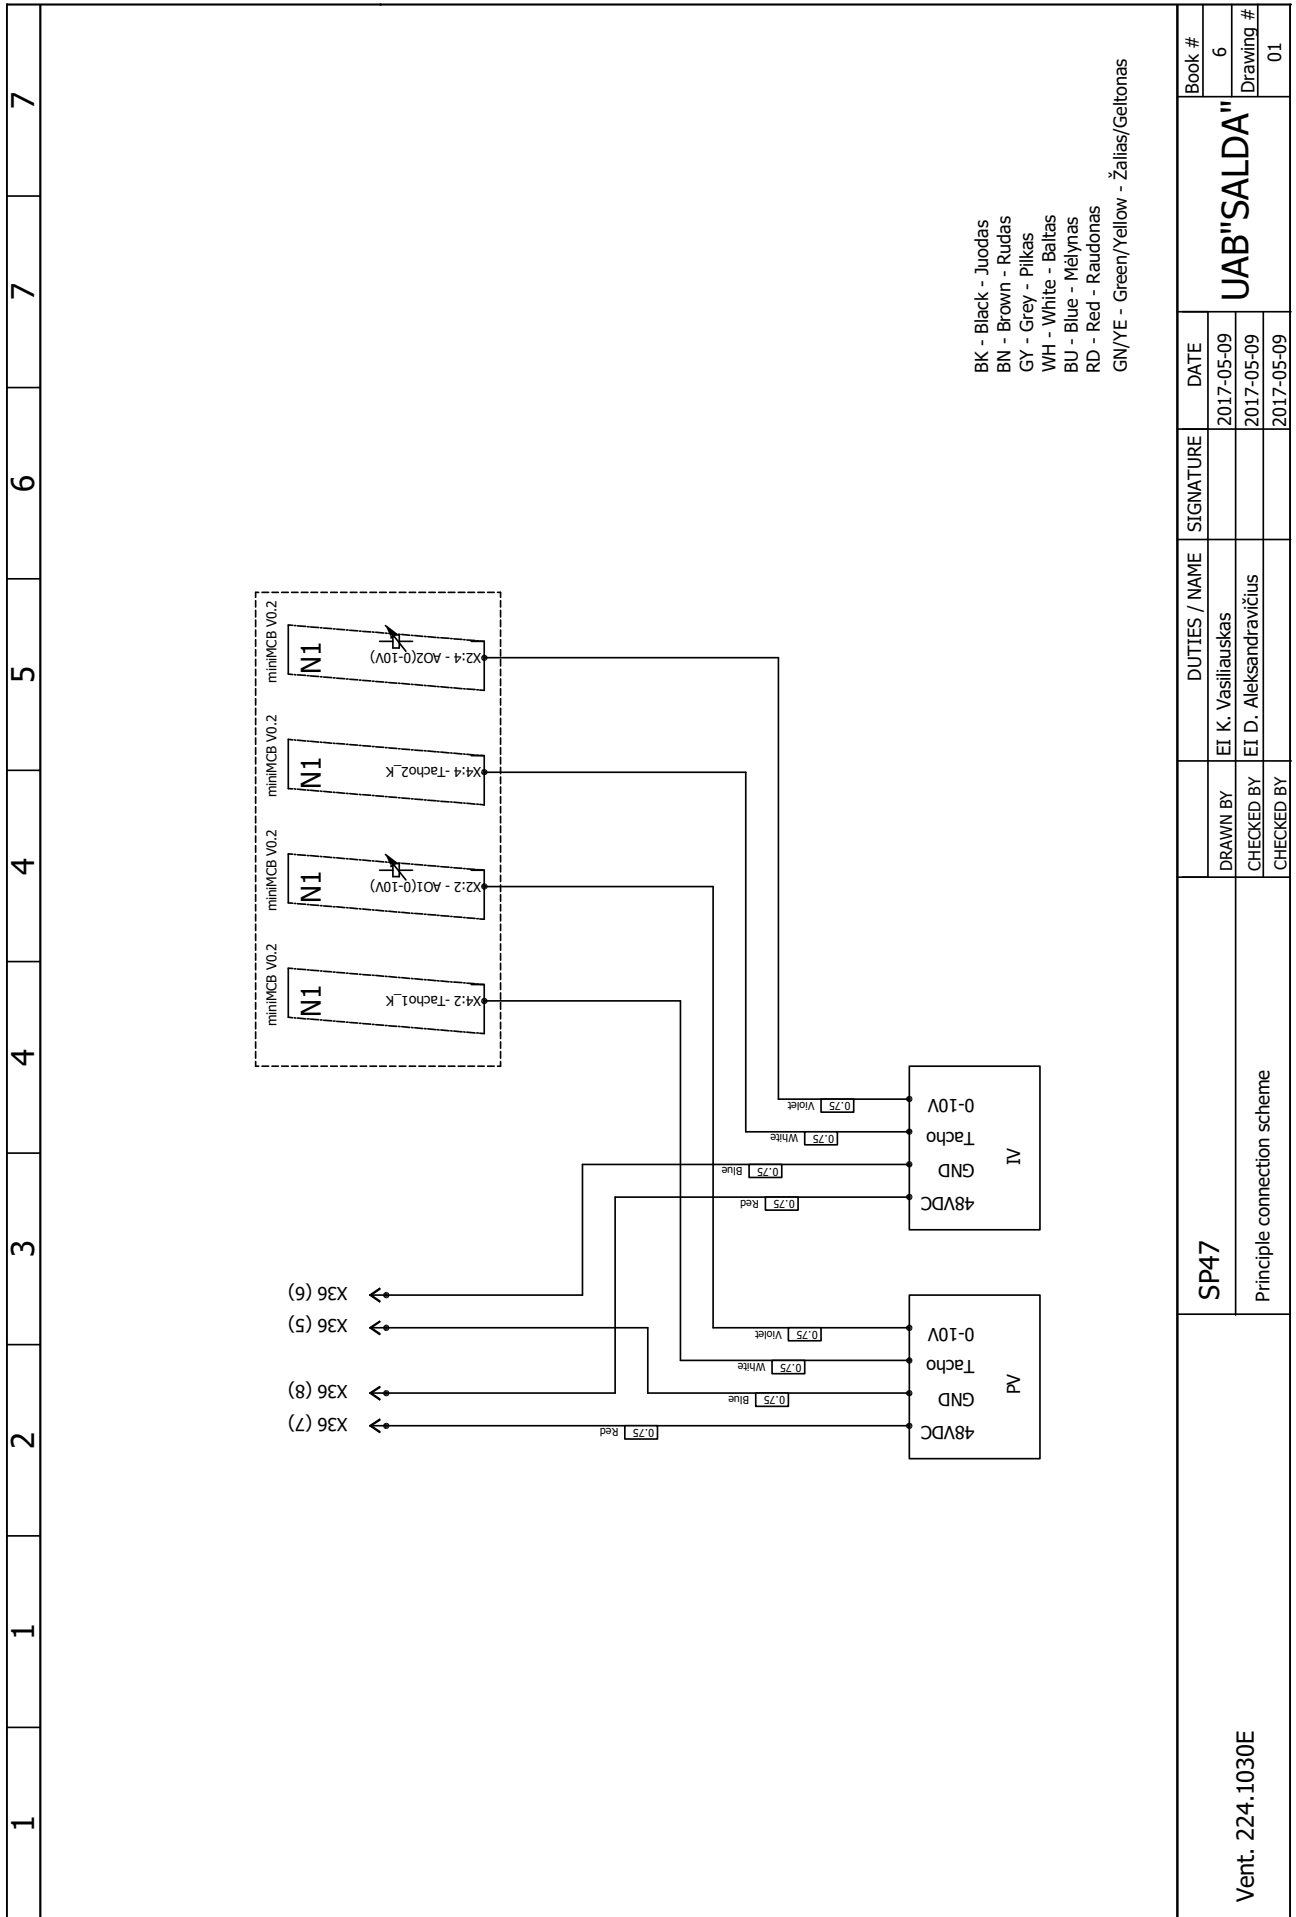 1
1
1
2
3
4
4
5
6
7
7
miniMCB V0.2
N1
X4:2 -Tacho1_K
miniMCB V0.2
N1
X2:2 - AO1(0-10V)
miniMCB V0.2
N1
X4:4 -Tacho2_K
miniMCB V0.2
N1
X2:4 - AO2(0-10V)
X36 (7)
X36 (8)
X36 (5)
X36 (6)
Red 0.75
Blue 0.75
White 0.75
Violet 0.75
Red 0.75
Blue 0.75
White 0.75
Violet 0.75
48VDC
GND
Tacho
0-10V
PV
48VDC
GND
Tacho
0-10V
IV
BK - Black - Juodas
BN - Brown - Rudas
GY - Grey - Pilkas
WH - White - Baltas
BU - Blue - Mėlynas
RD - Red - Raudonas
GN/YE - Green/Yellow - Žalias/Geltonas
Vent. 224.1030E
SP47
Principle connection scheme
DUTIES / NAME SIGNATURE DATE
DRAWN BY EI K. Vasiliauskas 2017-05-09
CHECKED BY EI D. Aleksandravičius 2017-05-09
CHECKED BY 2017-05-09
UAB"SALDA"
Book #
6
Drawing #
01